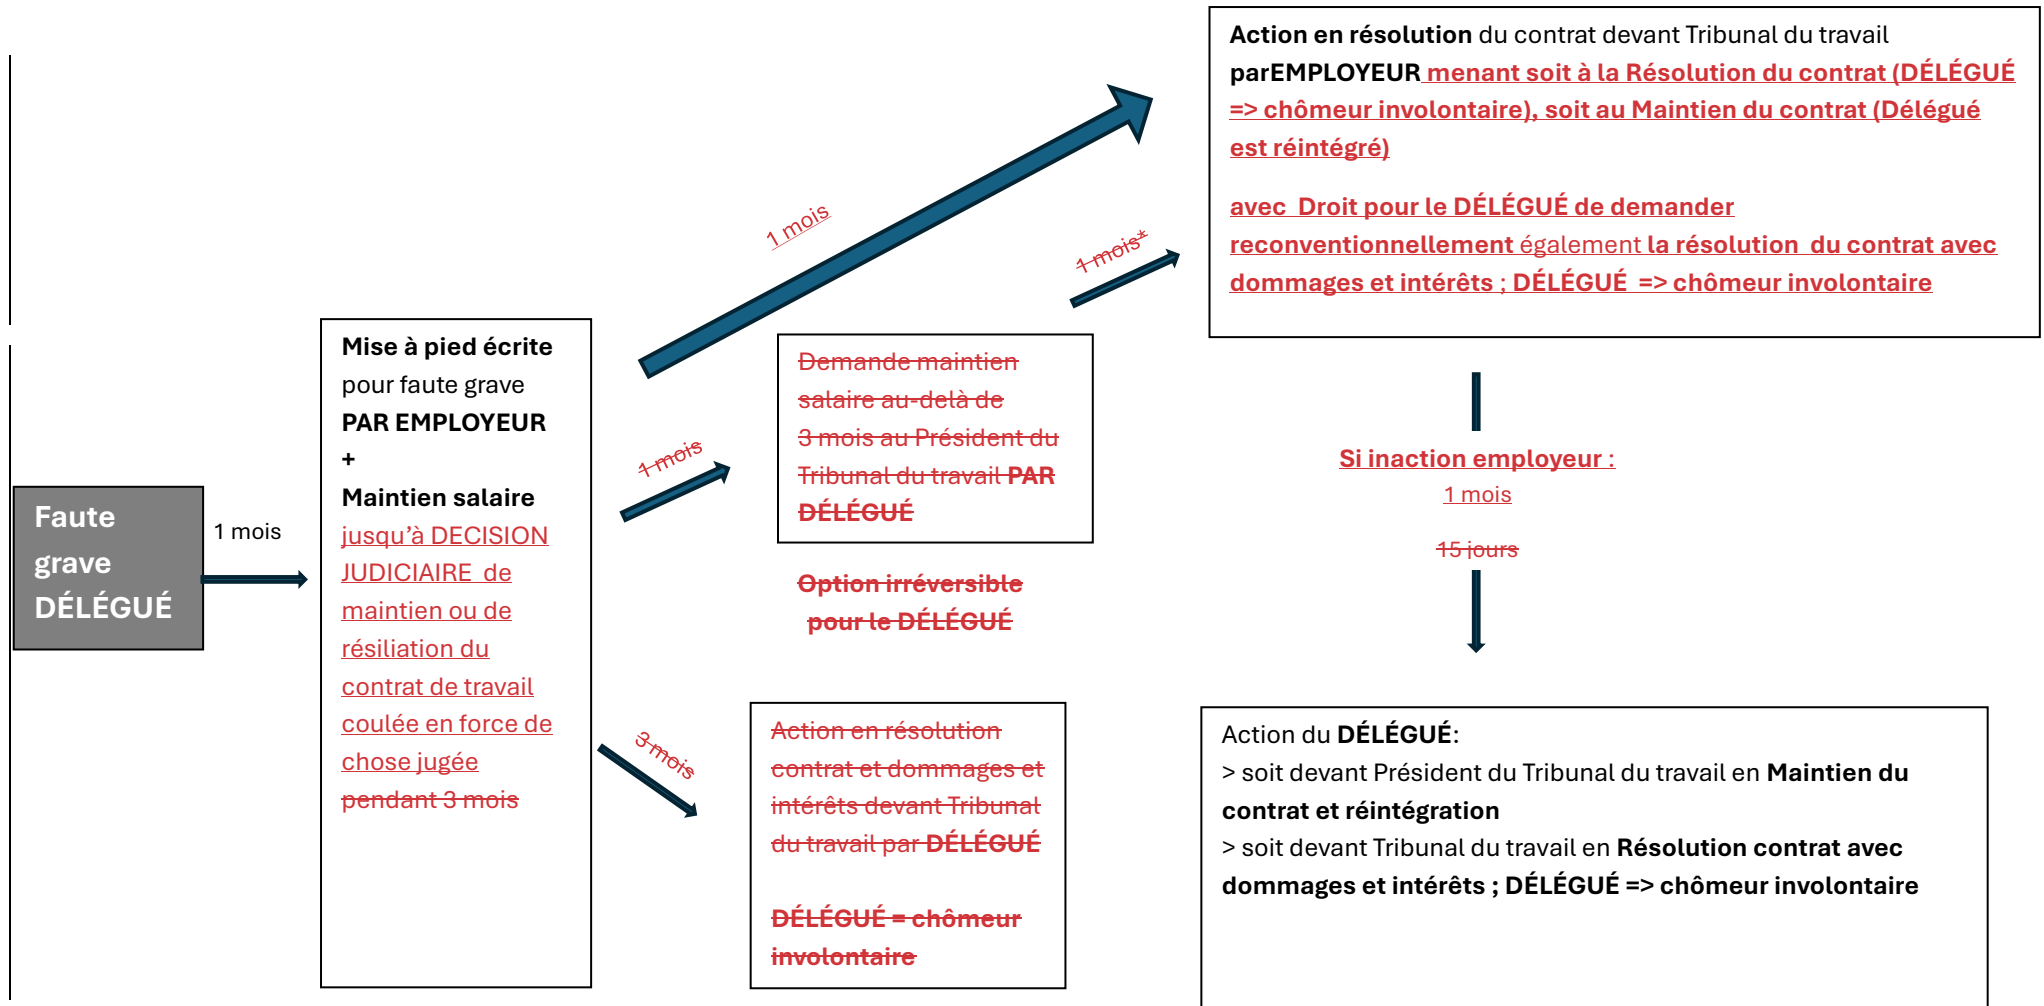 Faute
grave
DÉLÉGUÉ
1 mois
Mise à pied écrite
pour faute grave
PAR EMPLOYEUR
+
Maintien salaire
jusqu’à DECISION
JUDICIAIRE  de
maintien ou de
résiliation du
contrat de travail
coulée en force de
chose jugée
pendant 3 mois
1 mois
1 mois
3 mois
Demande maintien
salaire au-delà de
3 mois au Président du
Tribunal du travail PAR
DÉLÉGUÉ
Option irréversible
pour le DÉLÉGUÉ
Action en résolution
contrat et dommages et
intérêts devant Tribunal
du travail par DÉLÉGUÉ
DÉLÉGUÉ = chômeur
involontaire
1 mois*
Action en résolution du contrat devant Tribunal du travail
parEMPLOYEUR menant soit à la Résolution du contrat (DÉLÉGUÉ
=> chômeur involontaire), soit au Maintien du contrat (Délégué
est réintégré)
avec  Droit pour le DÉLÉGUÉ de demander
reconventionnellement également la résolution  du contrat avec
dommages et intérêts ; DÉLÉGUÉ  => chômeur involontaire
Si inaction employeur :
1 mois
15 jours
Action du DÉLÉGUÉ:
> soit devant Président du Tribunal du travail en Maintien du
contrat et réintégration
> soit devant Tribunal du travail en Résolution contrat avec
dommages et intérêts ; DÉLÉGUÉ => chômeur involontaire